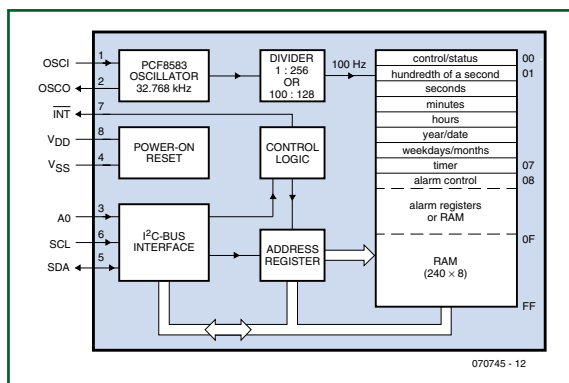 OSCI
1
OSCO
2
INT
7
VDD
8
VSS
4
A0
3
SCL
6
SDA
5
PCF8583
OSCILLATOR
32.768 kHz
DIVIDER
1 : 256
OR
100 : 128
100 Hz
POWER-ON
RESET
CONTROL
LOGIC
I²C-BUS
INTERFACE
ADDRESS
REGISTER
control/status
00
hundredth of a second
01
seconds
minutes
hours
year/date
weekdays/months
timer
07
alarm control
08
alarm registers
or RAM
0F
RAM
(240 × 8)
FF
070745 - 12